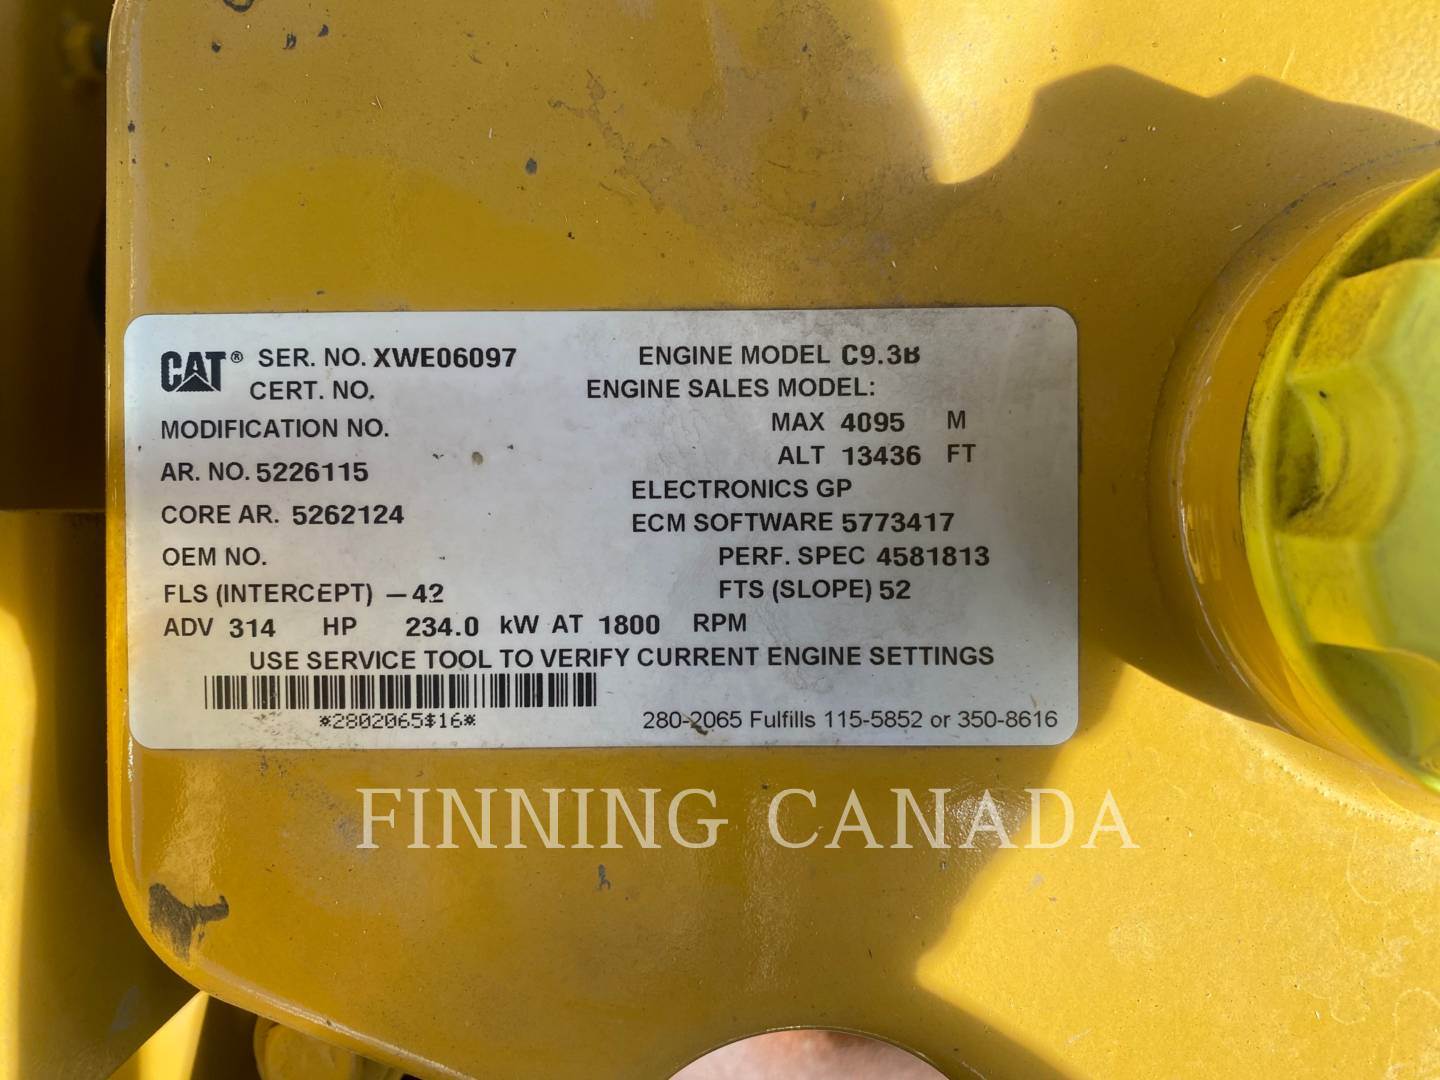 CAT® SER. NO. XWE06097 ENGINE MODEL C9.3B
CERT. NO. ENGINE SALES MODEL:
MODIFICATION NO. MAX 4095 M
AR. NO. 5226115 ALT 13436 FT
ELECTRONICS GP
CORE AR. 5262124 ECM SOFTWARE 5773417
OEM NO. PERF. SPEC 4581813
FLS (INTERCEPT) -42 FTS (SLOPE) 52
ADV 314 HP 234.0 kW AT 1800 RPM
USE SERVICE TOOL TO VERIFY CURRENT ENGINE SETTINGS
*2802065$16* 280-2065 Fulfills 115-5852 or 350-8616
FINNING CANADA